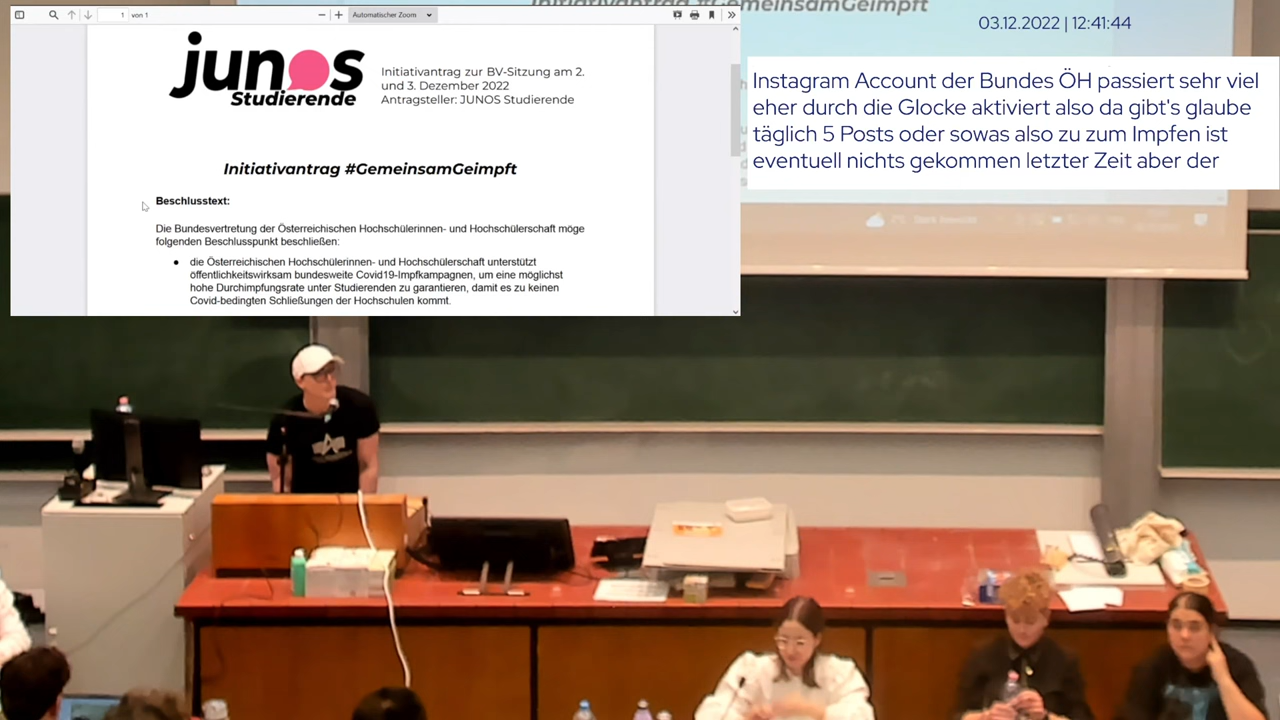 1 von 1
Automatischer Zoom
Initiativantrag #GemeinsamGeimpft
03.12.2022 | 12:41:44
junos
Studierende
Initiativantrag zur BV-Sitzung am 2.
und 3. Dezember 2022
Antragsteller: JUNOS Studierende
Instagram Account der Bundes ÖH passiert sehr viel
eher durch die Glocke aktiviert also da gibt's glaube
täglich 5 Posts oder sowas also zu zum Impfen ist
eventuell nichts gekommen letzter Zeit aber der
Initiativantrag #GemeinsamGeimpft
Beschlusstext:
Die Bundesvertretung der Österreichischen Hochschülerinnen- und Hochschülerschaft möge
folgenden Beschlusspunkt beschließen:
● die Österreichischen Hochschülerinnen- und Hochschülerschaft unterstützt
öffentlichkeitswirksam bundesweite Covid19-Impfkampagnen, um eine möglichst
hohe Durchimpfungsrate unter Studierenden zu garantieren, damit es zu keinen
Covid-bedingten Schließungen der Hochschulen kommt.